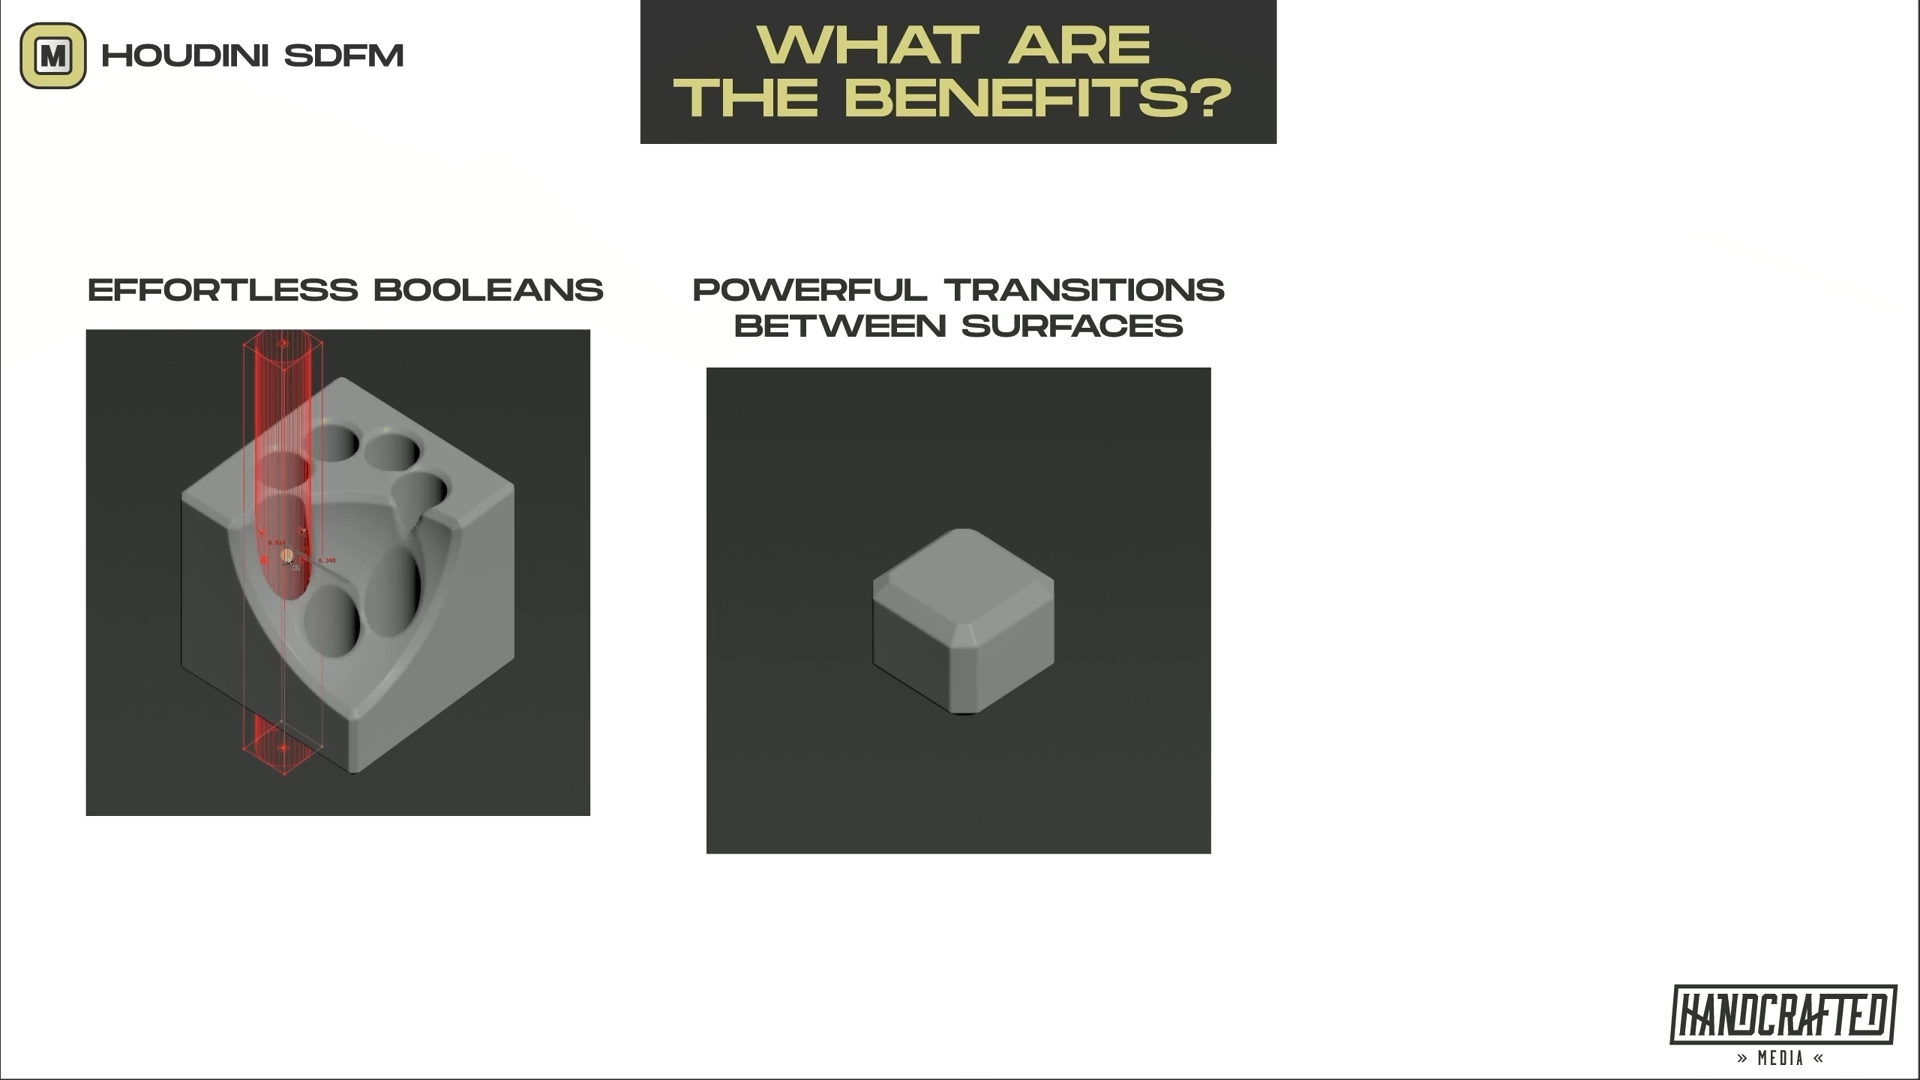 M HOUDINI SDFM
WHAT ARE
THE BENEFITS?
EFFORTLESS BOOLEANS
POWERFUL TRANSITIONS
BETWEEN SURFACES
HANDCRAFTED
» MEDIA «